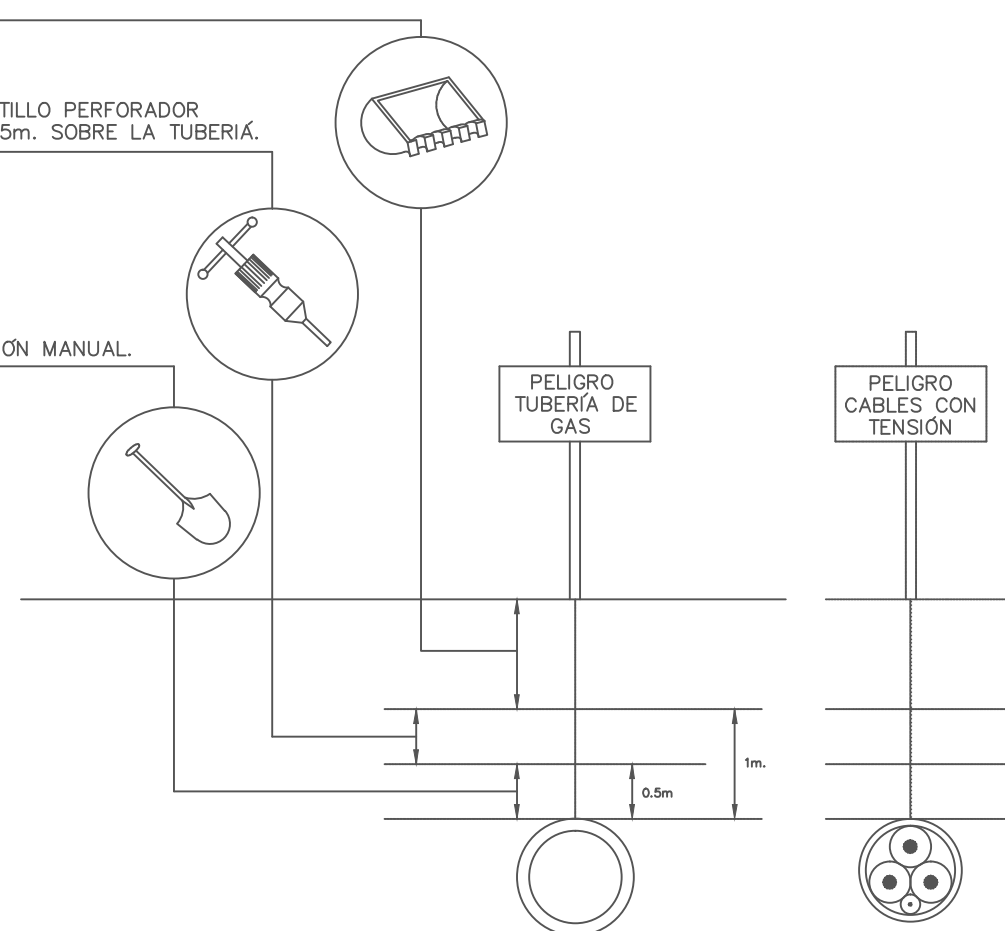 TILLO PERFORADOR
5m. SOBRE LA TUBERIÁ.
ÓN MANUAL.
PELIGRO
TUBERÍA DE
GAS
PELIGRO
CABLES CON
TENSIÓN
1m.
0.5m